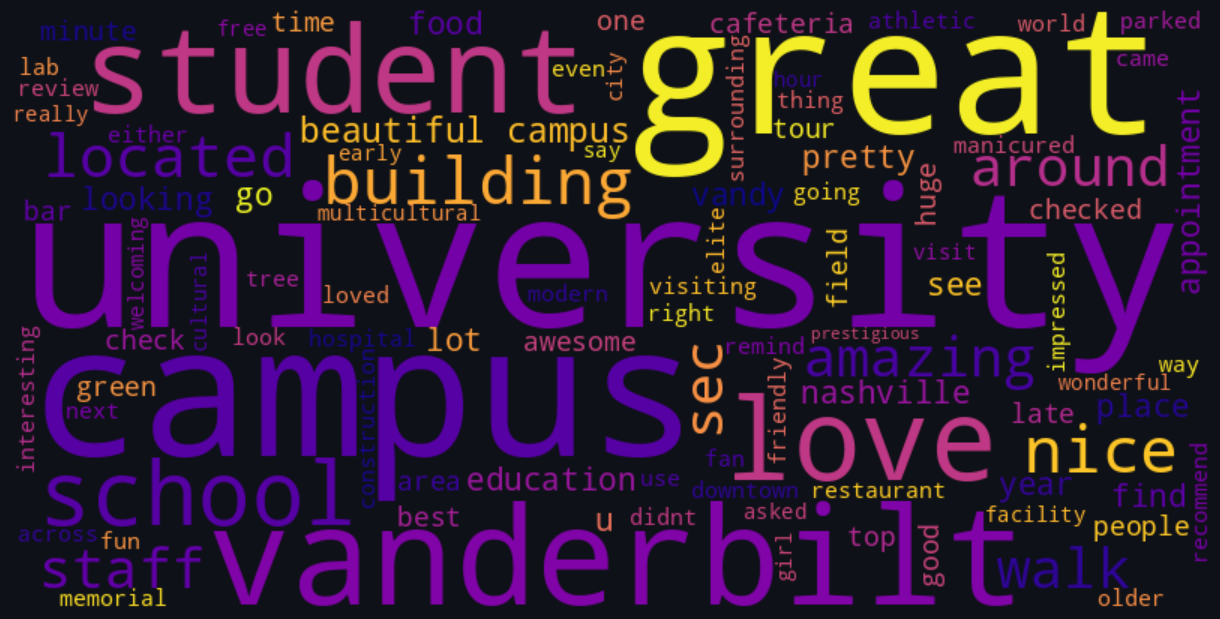 minute
free
time
food
one
cafeteria
athletic
world
parked
student
great
came
lab
review
really
even
city
surrounding
hour
thing
tour
either
beautiful campus
say
located
early
building
pretty
manicured
around
appointment
looking
go
multicultural
vandy
going
huge
checked
bar
university
welcoming
cultural
tree
loved
modern
elite
visiting
right
field
visit
see
impressed
interesting
check
look
hospital
lot
awesome
sec
remind
prestigious
amazing
way
campus
green
next
construction
love
friendly
nashville
wonderful
late
place
nice
school
area
education
use
fan
downtown
restaurant
year
find
recommend
across
fun
best
u
didnt
asked
girl
top
good
facility
people
staff
vanderbilt
walk
memorial
older